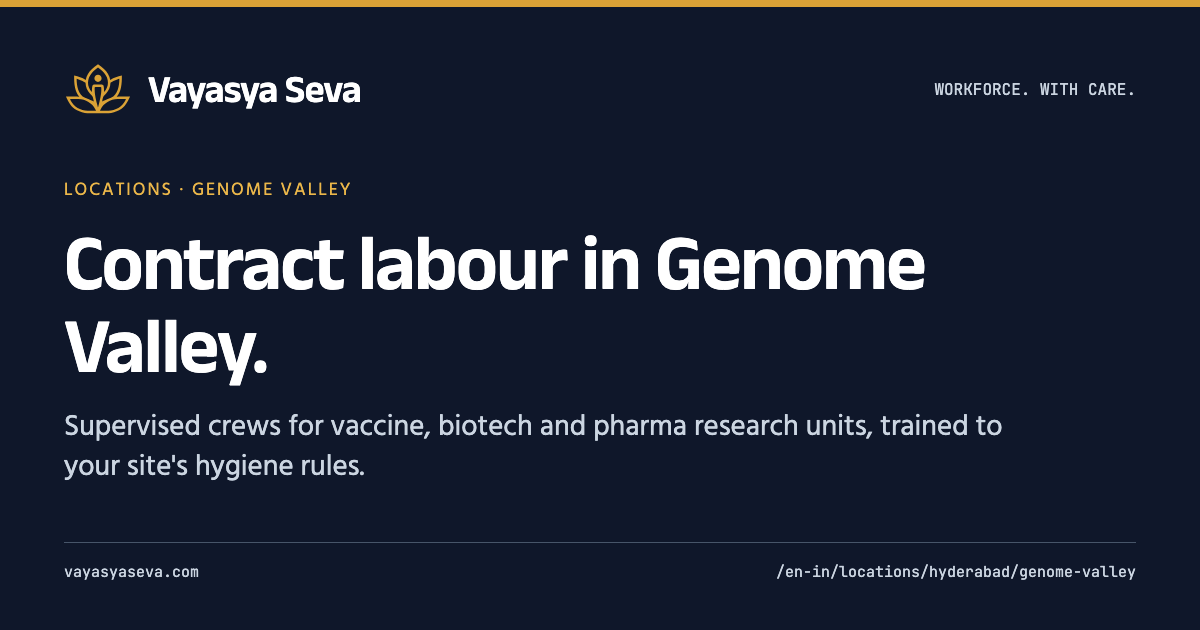 Vayasya Seva
WORKFORCE. WITH CARE.
LOCATIONS · GENOME VALLEY
Contract labour in Genome
Valley.
Supervised crews for vaccine, biotech and pharma research units, trained to
your site's hygiene rules.
vayasyaseva.com
/en-in/locations/hyderabad/genome-valley